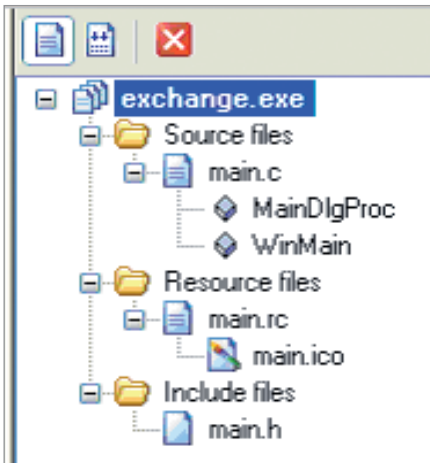 exchange.exe
Source files
main.c
MainDlgProc
WinMain
Resource files
main.rc
main.ico
Include files
main.h